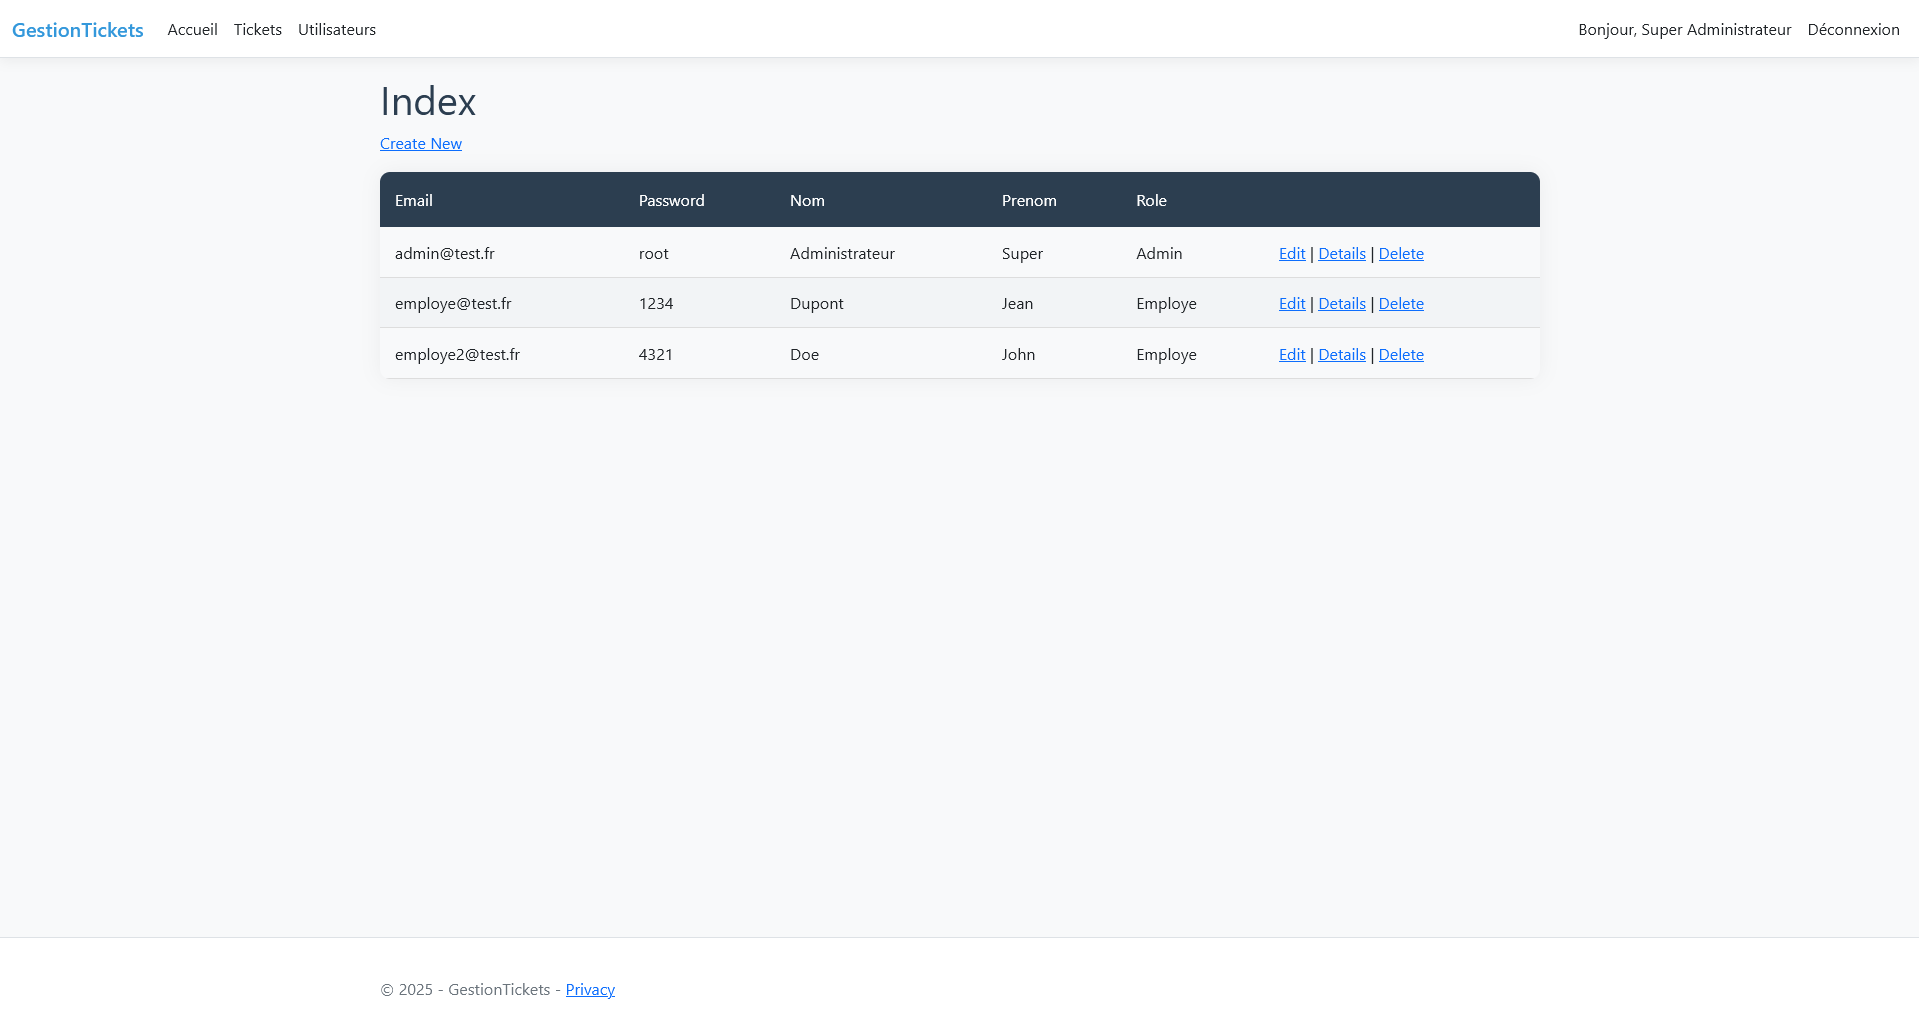 GestionTickets Accueil Tickets Utilisateurs Bonjour, Super Administrateur Déconnexion
Index
Create New
Email Password Nom Prenom Role
admin@test.fr root Administrateur Super Admin Edit | Details | Delete
employe@test.fr 1234 Dupont Jean Employe Edit | Details | Delete
employe2@test.fr 4321 Doe John Employe Edit | Details | Delete
© 2025 - GestionTickets - Privacy